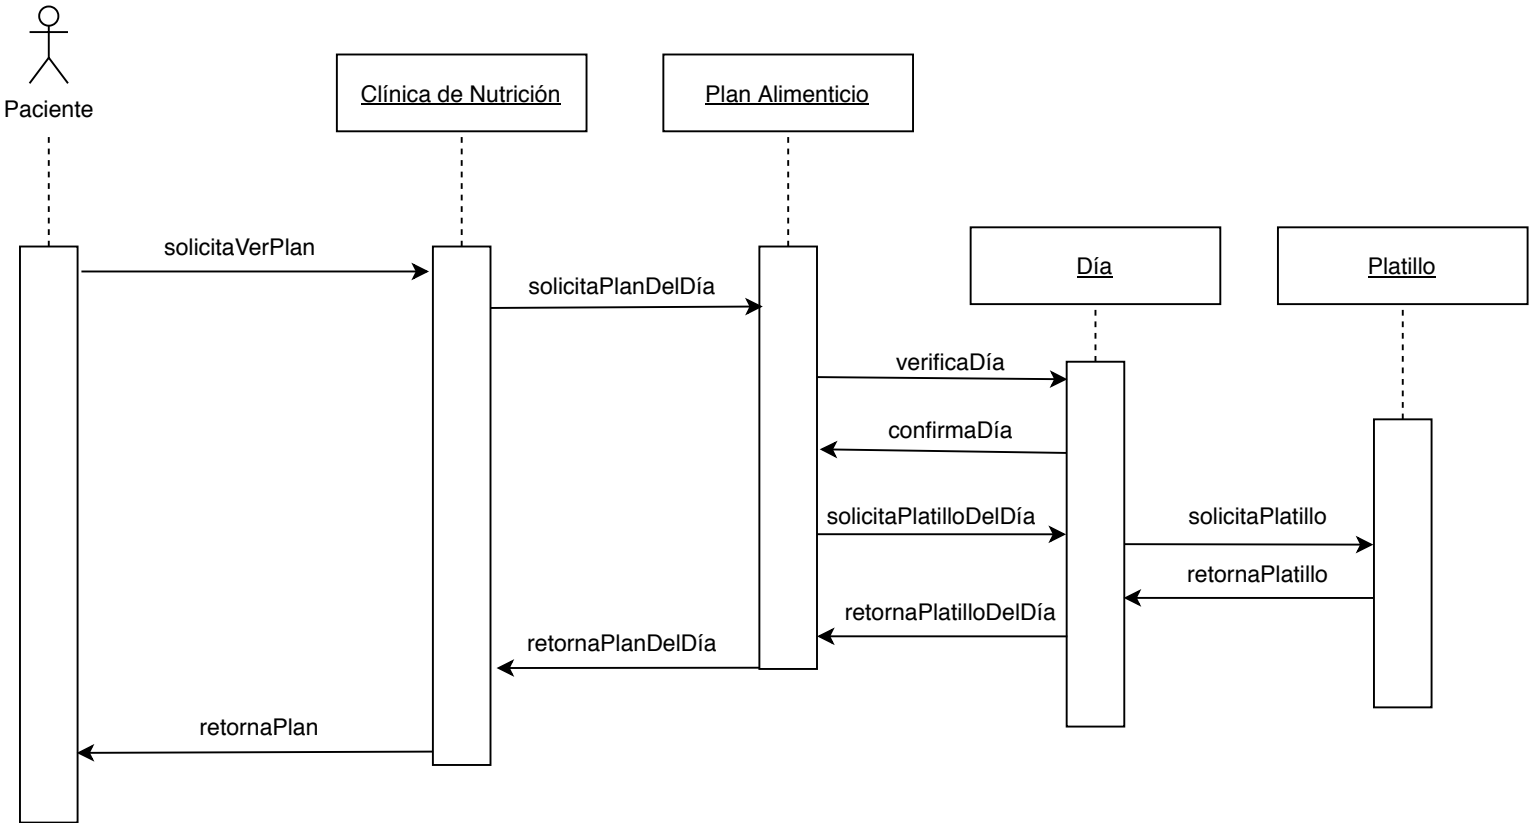 Paciente
Clínica de Nutrición
Plan Alimenticio
Día
Platillo
solicitaVerPlan
solicitaPlanDelDía
verificaDía
confirmaDía
solicitaPlatilloDelDía
solicitaPlatillo
retornaPlatillo
retornaPlatilloDelDía
retornaPlanDelDía
retornaPlan